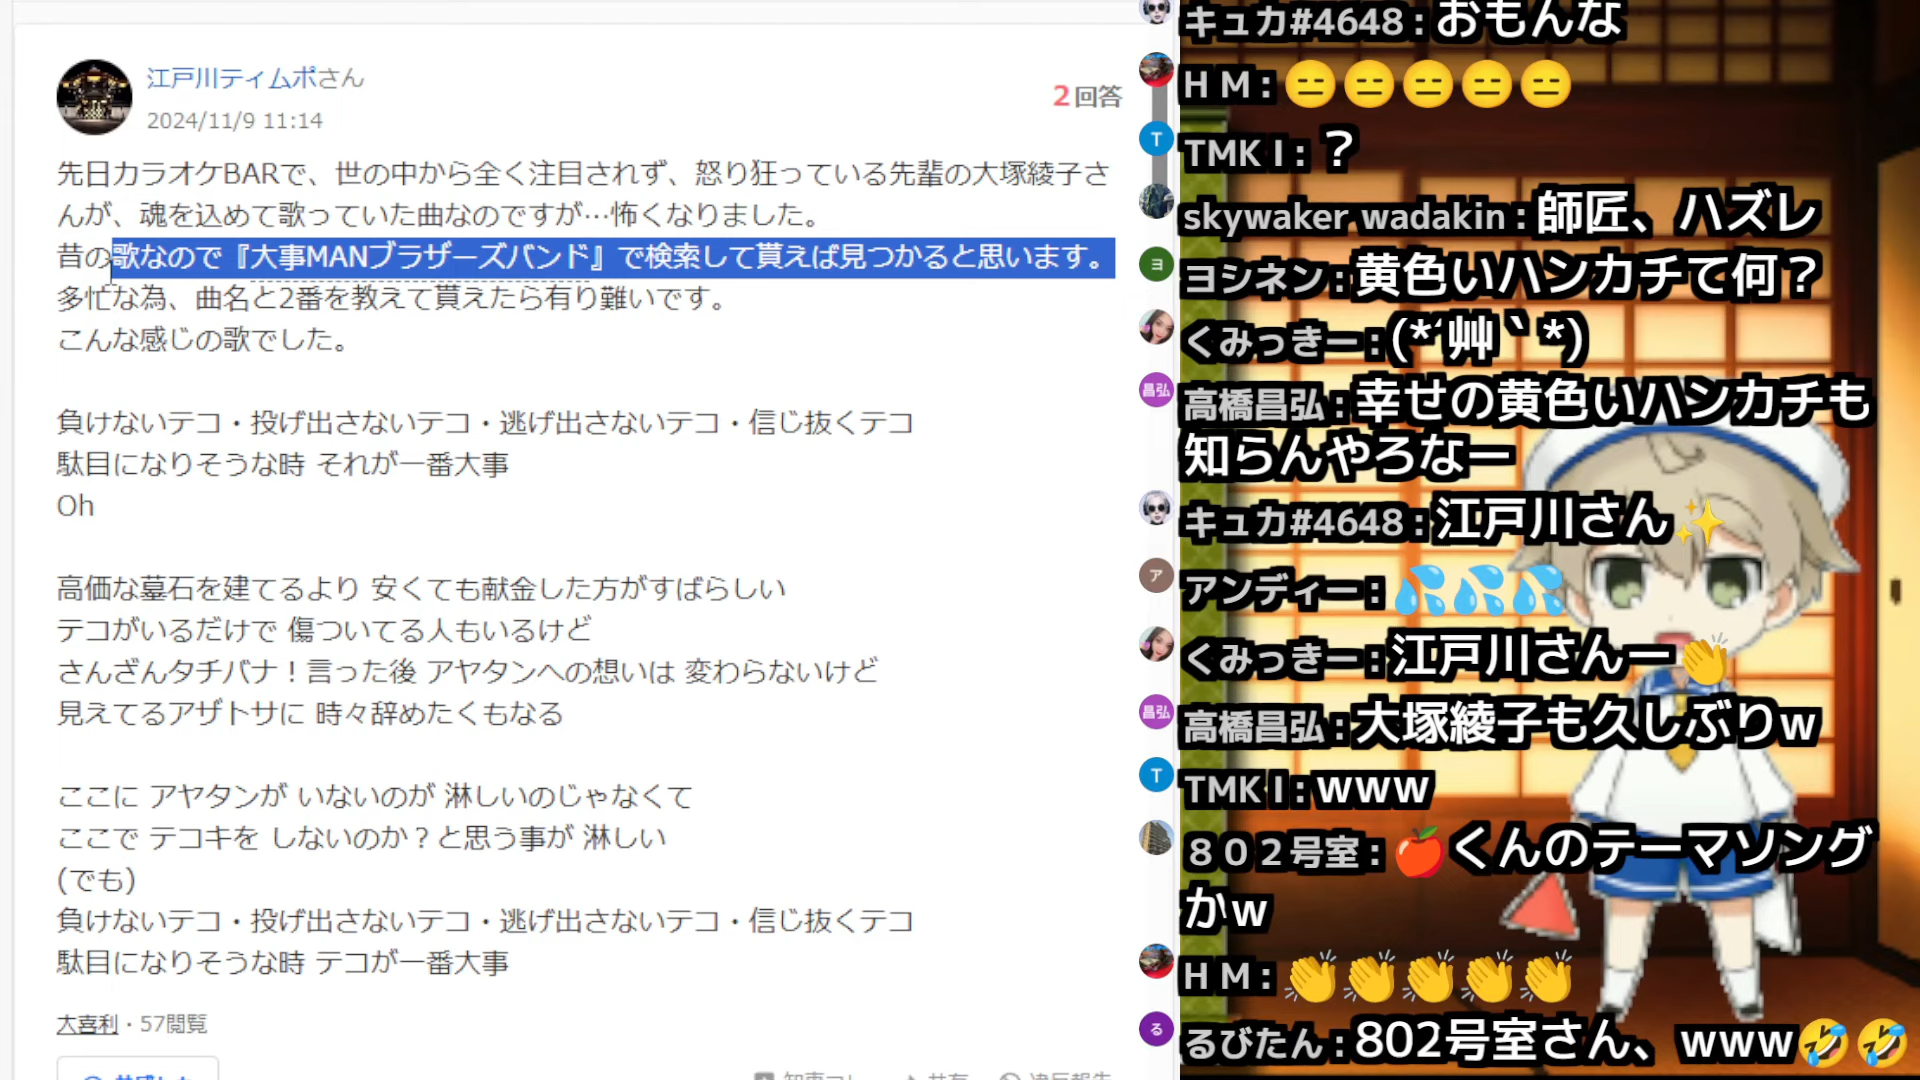 江戸川ティムポさん
2024/11/9 11:14
2回答
先日カラオケBARで、世の中から全く注目されず、怒り狂っている先輩の大塚綾子さ
んが、魂を込めて歌っていた曲なのですが…怖くなりました。
昔の歌なので『大事MANブラザーズバンド』で検索して貰えば見つかると思います。
多忙な為、曲名と2番を教えて貰えたら有り難いです。
こんな感じの歌でした。
負けないテコ・投げ出さないテコ・逃げ出さないテコ・信じ抜くテコ
駄目になりそうな時 それが一番大事
Oh
高価な墓石を建てるより 安くても献金した方がすばらしい
テコがいるだけで 傷ついてる人もいるけど
さんざんタチバナ！言った後 アヤタンへの想いは 変わらないけど
見えてるアザトサに 時々辞めたくもなる
ここに アヤタンが いないのが 淋しいのじゃなくて
ここで テコキを しないのか？と思う事が 淋しい
(でも)
負けないテコ・投げ出さないテコ・逃げ出さないテコ・信じ抜くテコ
駄目になりそうな時 テコが一番大事
大喜利・57閲覧
キュカ#4648 : おもんな
H M : 😑😑😑😑😑
T
TMK I : ？
skywaker wadakin : 師匠、ハズレ
ヨ
ヨシネン : 黄色いハンカチて何？
くみっきー : (*´艸｀*)
昌弘
高橋昌弘 : 幸せの黄色いハンカチも
知らんやろなー
キュカ#4648 : 江戸川さん✨
ア
アンディー : 💦💦💦
くみっきー : 江戸川さんー👏
昌弘
高橋昌弘 : 大塚綾子も久しぶりw
T
TMK I : www
８０２号室 : 🍎くんのテーマソング
かw
H M : 👏👏👏👏👏
る
るびたん : 802号室さん、www🤣🤣